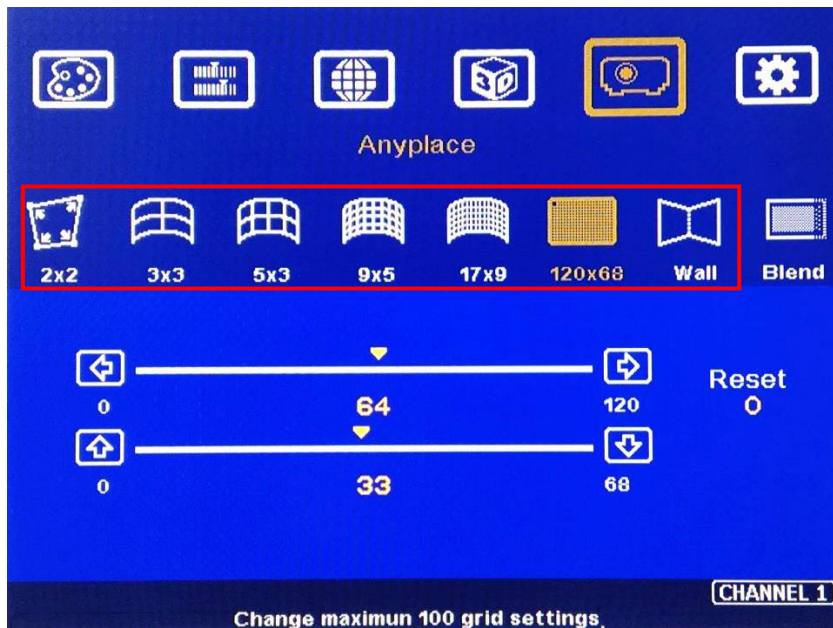 3D
Anyplace
2x2 3x3 5x3 9x5 17x9 120x68 Wall Blend
0 64 120
Reset
O
0 33 68
CHANNEL 1
Change maximun 100 grid settings.